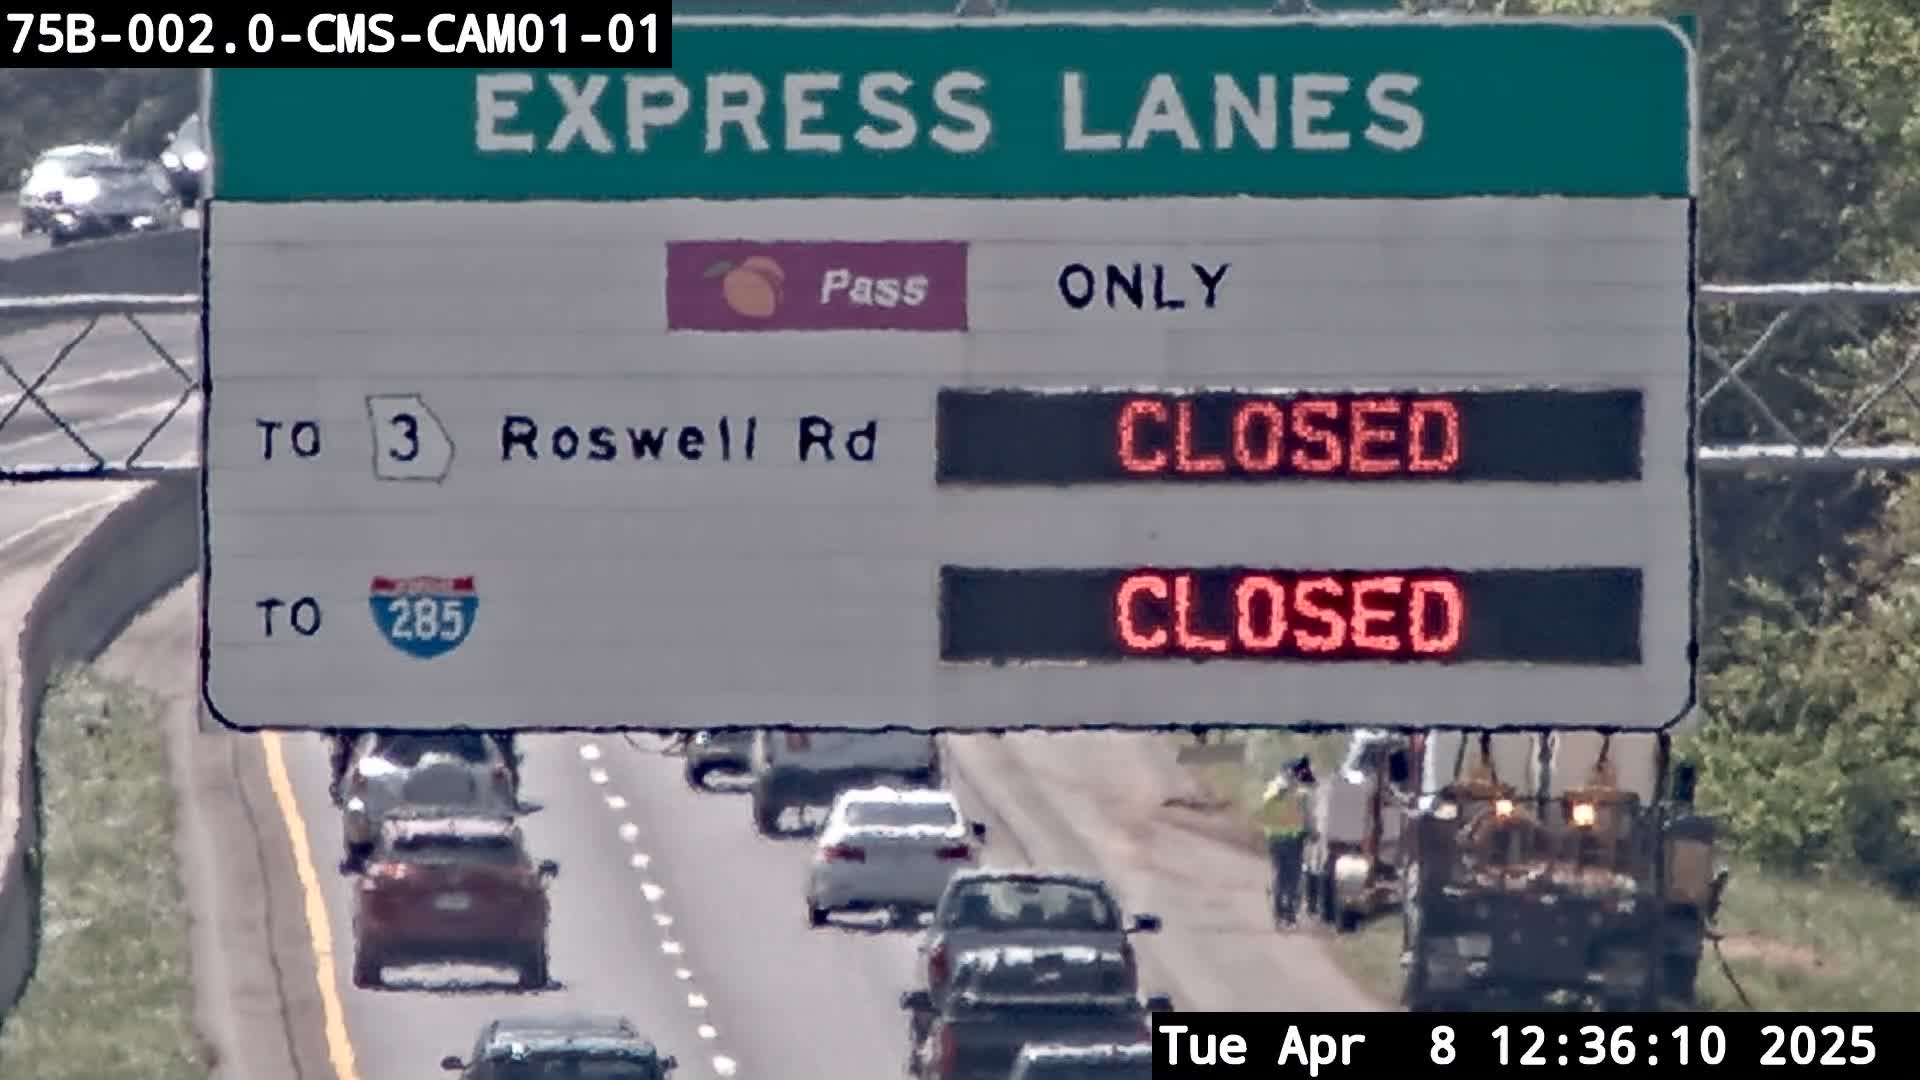 75B-002.0-CMS-CAM01-01
EXPRESS LANES
Pass ONLY
TO 3 Roswell Rd CLOSED
TO 285 CLOSED
Tue Apr 8 12:36:10 2025